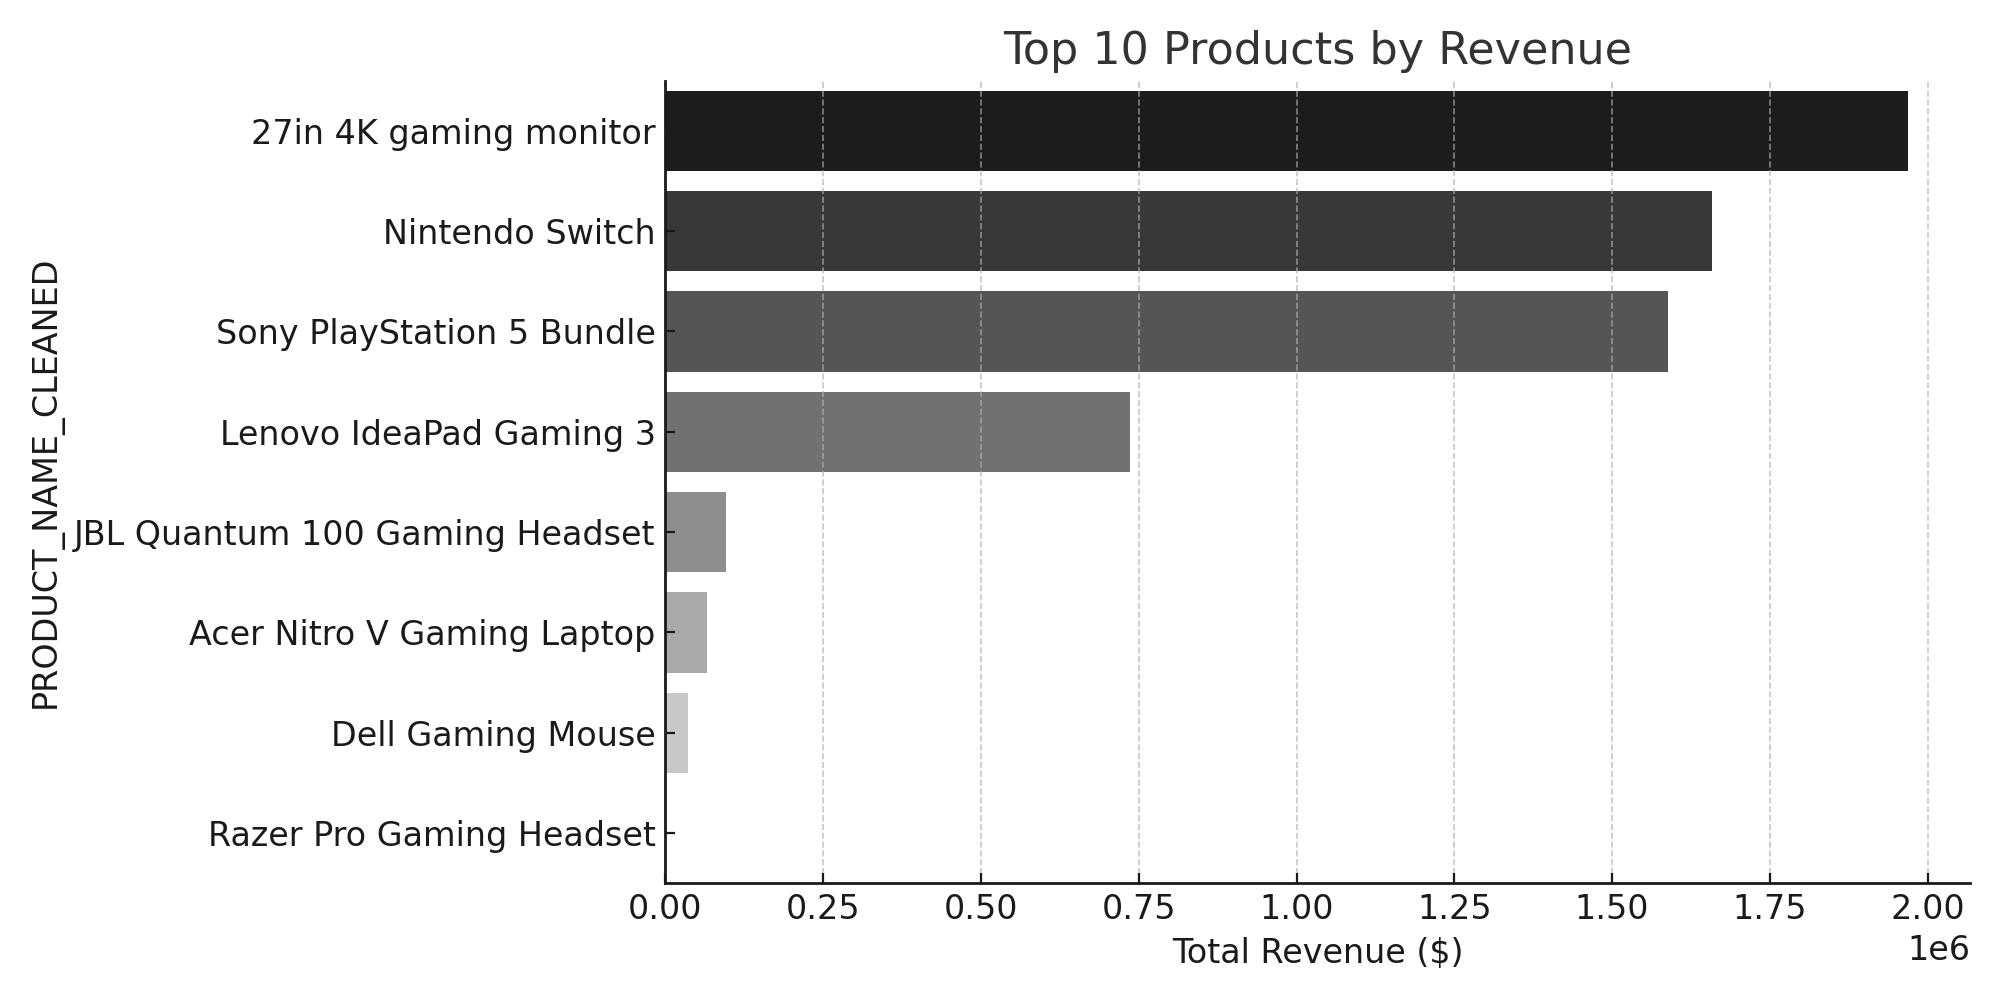 Top 10 Products by Revenue
PRODUCT_NAME_CLEANED
27in 4K gaming monitor
Nintendo Switch
Sony PlayStation 5 Bundle
Lenovo IdeaPad Gaming 3
JBL Quantum 100 Gaming Headset
Acer Nitro V Gaming Laptop
Dell Gaming Mouse
Razer Pro Gaming Headset
0.00 0.25 0.50 0.75 1.00 1.25 1.50 1.75 2.00
1e6
Total Revenue ($)